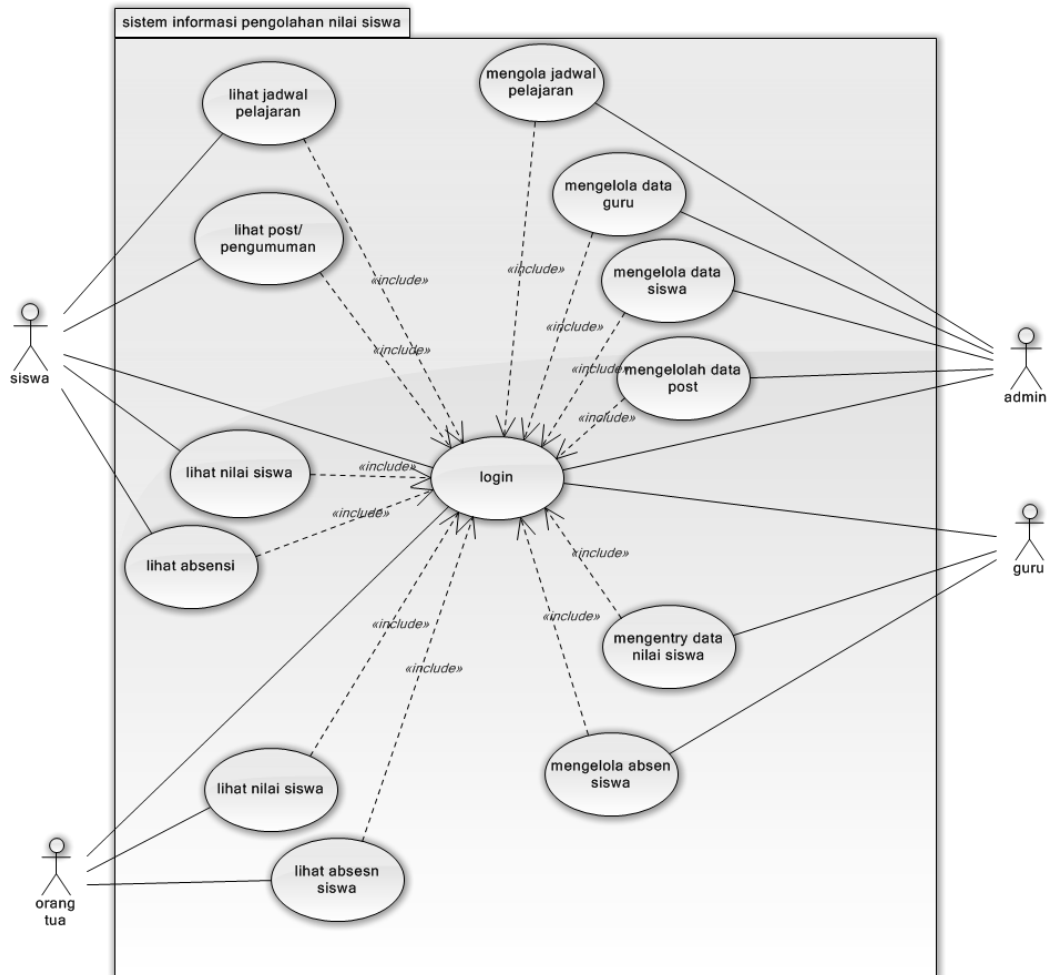 sistem informasi pengolahan nilai siswa
lihat jadwal
pelajaran
mengola jadwal
pelajaran
mengelola data
guru
lihat post/
pengumuman
mengelola data
siswa
«include»
«include»
«include»
«include»
«include»
«include»
mengelolah data
post
siswa
admin
«include»
lihat nilai siswa
«include»
login
«include»
lihat absensi
guru
«include»
«include»
mengentry data
nilai siswa
«include»
mengelola absen
siswa
lihat nilai siswa
lihat absesn
siswa
orang
tua